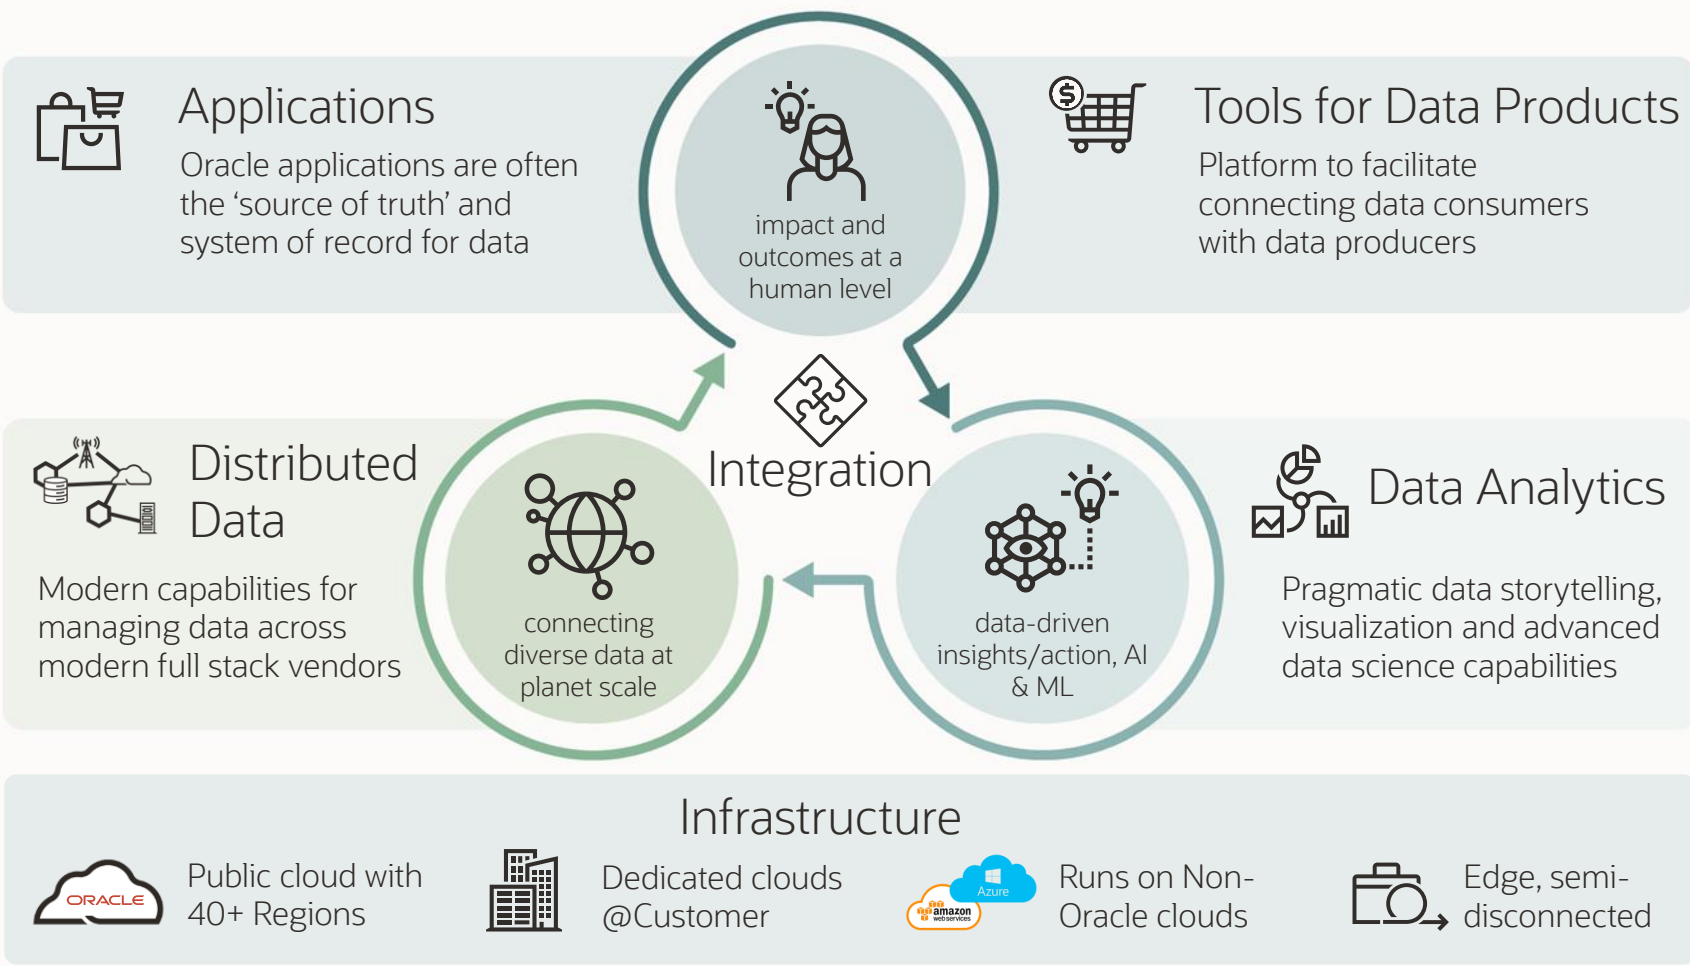 Applications
Oracle applications are often
the ‘source of tru’ and
system of record for data
impact and
outcomes at a
human level
$
Tools for Data Products
Platform to facilitate
connecting data consumers
with data producers
Integration
Distributed
Data
Modern capabilities for
managing data across
modern full stack vendors
connecting
diverse data at
planet scale
data-driven
insights/action, AI
& ML
Data Analytics
Pragmatic data storytelling,
visualization and advanced
data science capabilities
Infrastructure
ORACLE
Public cloud with
40+ Regions
Dedicated clouds
@Customer
Azure
amazon
webservices
Runs on Non-
Oracle clouds
Edge, semi-
disconnected